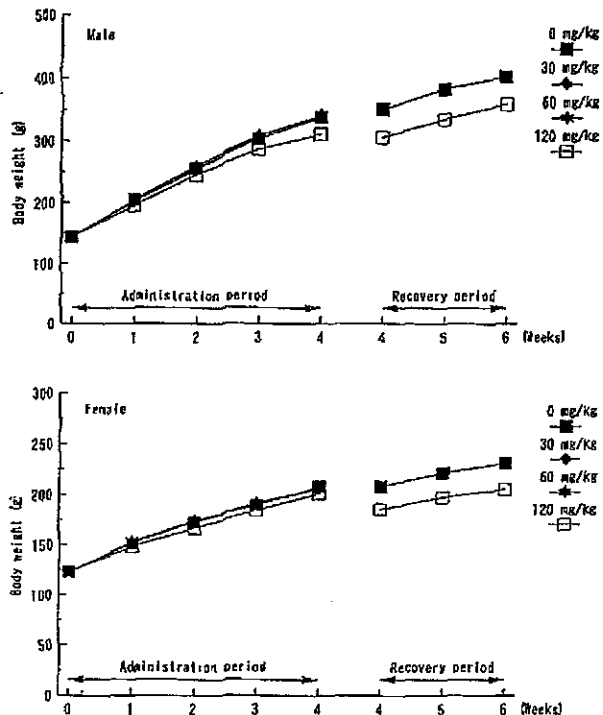 Male
Body weight (g)
500
400
300
200
100
0
Administration period
Recovery period
0 1 2 3 4 4 5 6 (Weeks)
0 mg/kg
30 mg/kg
60 mg/kg
120 mg/kg
Female
Body weight (g)
300
250
200
150
100
50
0
Administration period
Recovery period
0 1 2 3 4 4 5 6 (Weeks)
0 mg/kg
30 mg/Kg
60 mg/kg
120 mg/kg